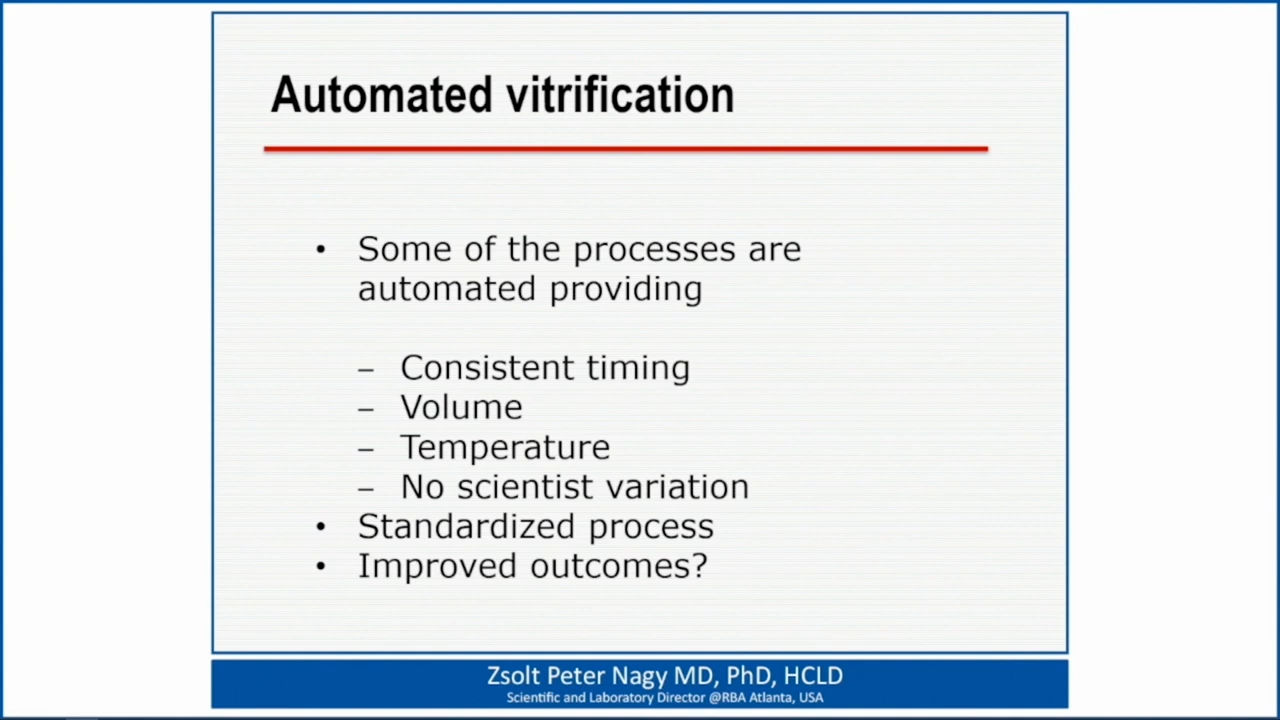 Automated vitrification
• Some of the processes are
automated providing
– Consistent timing
– Volume
– Temperature
– No scientist variation
• Standardized process
• Improved outcomes?
Zsolt Peter Nagy MD, PhD, HCLD
Scientific and Laboratory Director @RBA Atlanta, USA